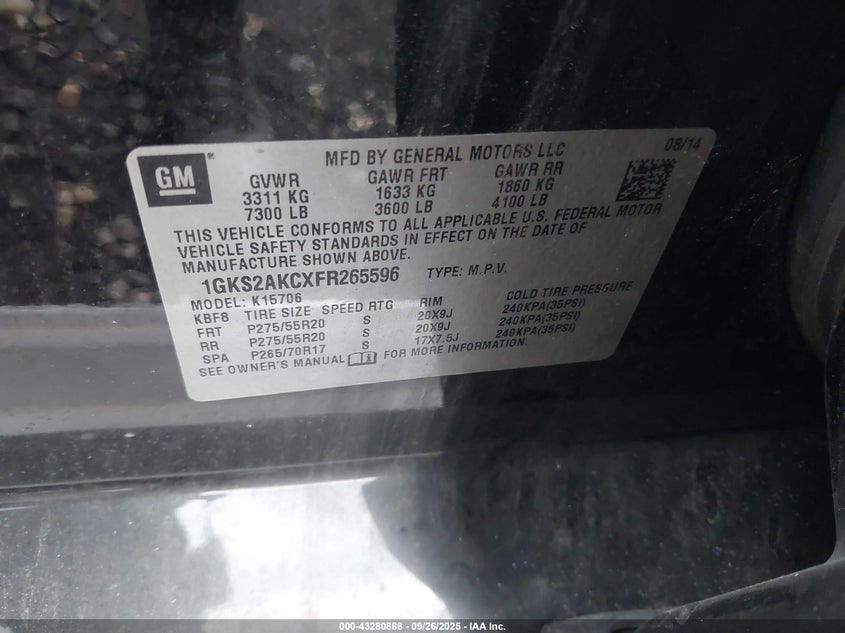 GM
MFD BY GENERAL MOTORS LLC 08/14
GVWR GAWR FRT GAWR RR
3311 KG 1633 KG 1860 KG
7300 LB 3600 LB 4100 LB
THIS VEHICLE CONFORMS TO ALL APPLICABLE U.S. FEDERAL MOTOR
VEHICLE SAFETY STANDARDS IN EFFECT ON THE DATE OF
MANUFACTURE SHOWN ABOVE.
1GKS2AKCXFR265596 TYPE: M.P.V.
MODEL: K15706
KBF8 TIRE SIZE SPEED RTG RIM COLD TIRE PRESSURE
FRT P275/55R20 S 20X9J 240KPA(35PSI)
RR P275/55R20 S 20X9J 240KPA(35PSI)
SPA P265/70R17 S 17X7.5J 240KPA(35PSI)
SEE OWNER'S MANUAL FOR MORE INFORMATION.
000-43280888 - 09/26/2025 - IAA Inc.